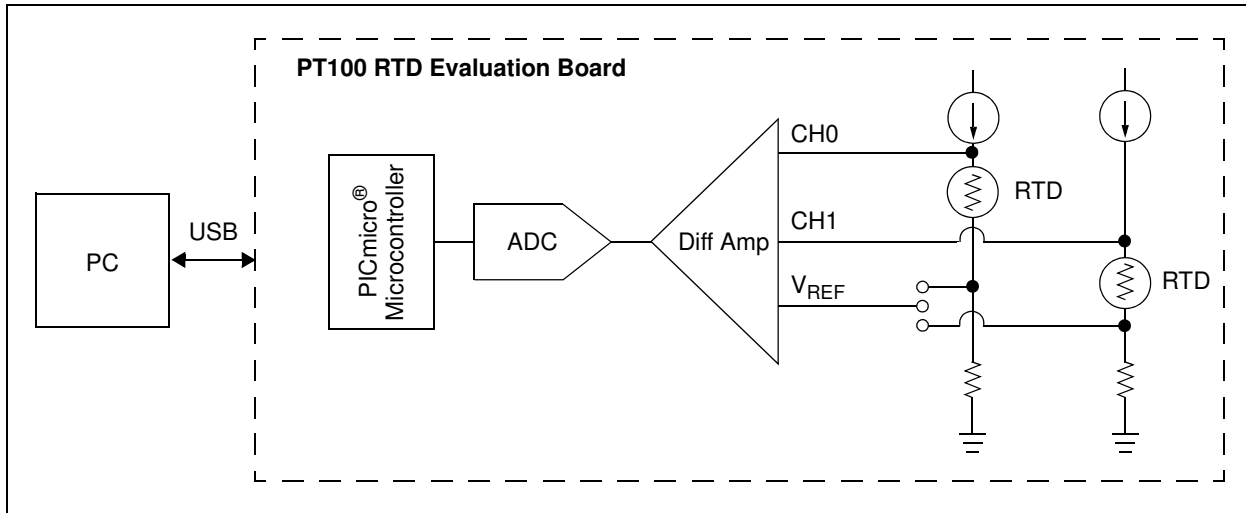 PT100 RTD Evaluation Board
PC
USB
PICmicro®
Microcontroller
ADC
Diff Amp
CH0
CH1
VREF
RTD
RTD